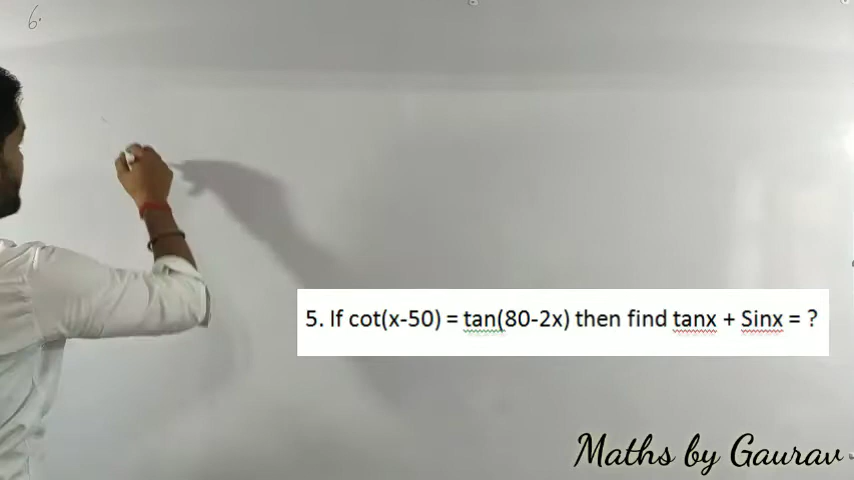 6.
5. If cot(x-50) = tan(80-2x) then find tanx + Sinx = ?
Maths by Gaurav